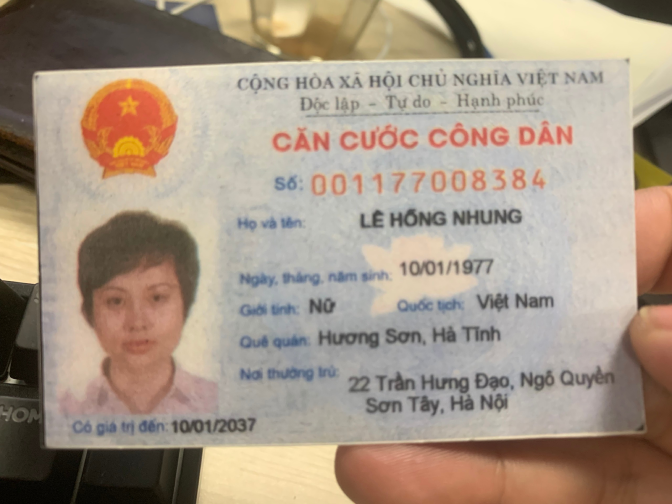 CỘNG HÒA XÃ HỘI CHỦ NGHĨA VIỆT NAM
Độc lập - Tự do - Hạnh phúc
CĂN CƯỚC CÔNG DÂN
Số: 001177008384
Họ và tên: LÊ HỒNG NHUNG
Ngày, tháng, năm sinh: 10/01/1977
Giới tính: Nữ Quốc tịch: Việt Nam
Quê quán: Hương Sơn, Hà Tĩnh
Nơi thường trú: 22 Trần Hưng Đạo, Ngô Quyền
Sơn Tây, Hà Nội
Có giá trị đến: 10/01/2037
HOM